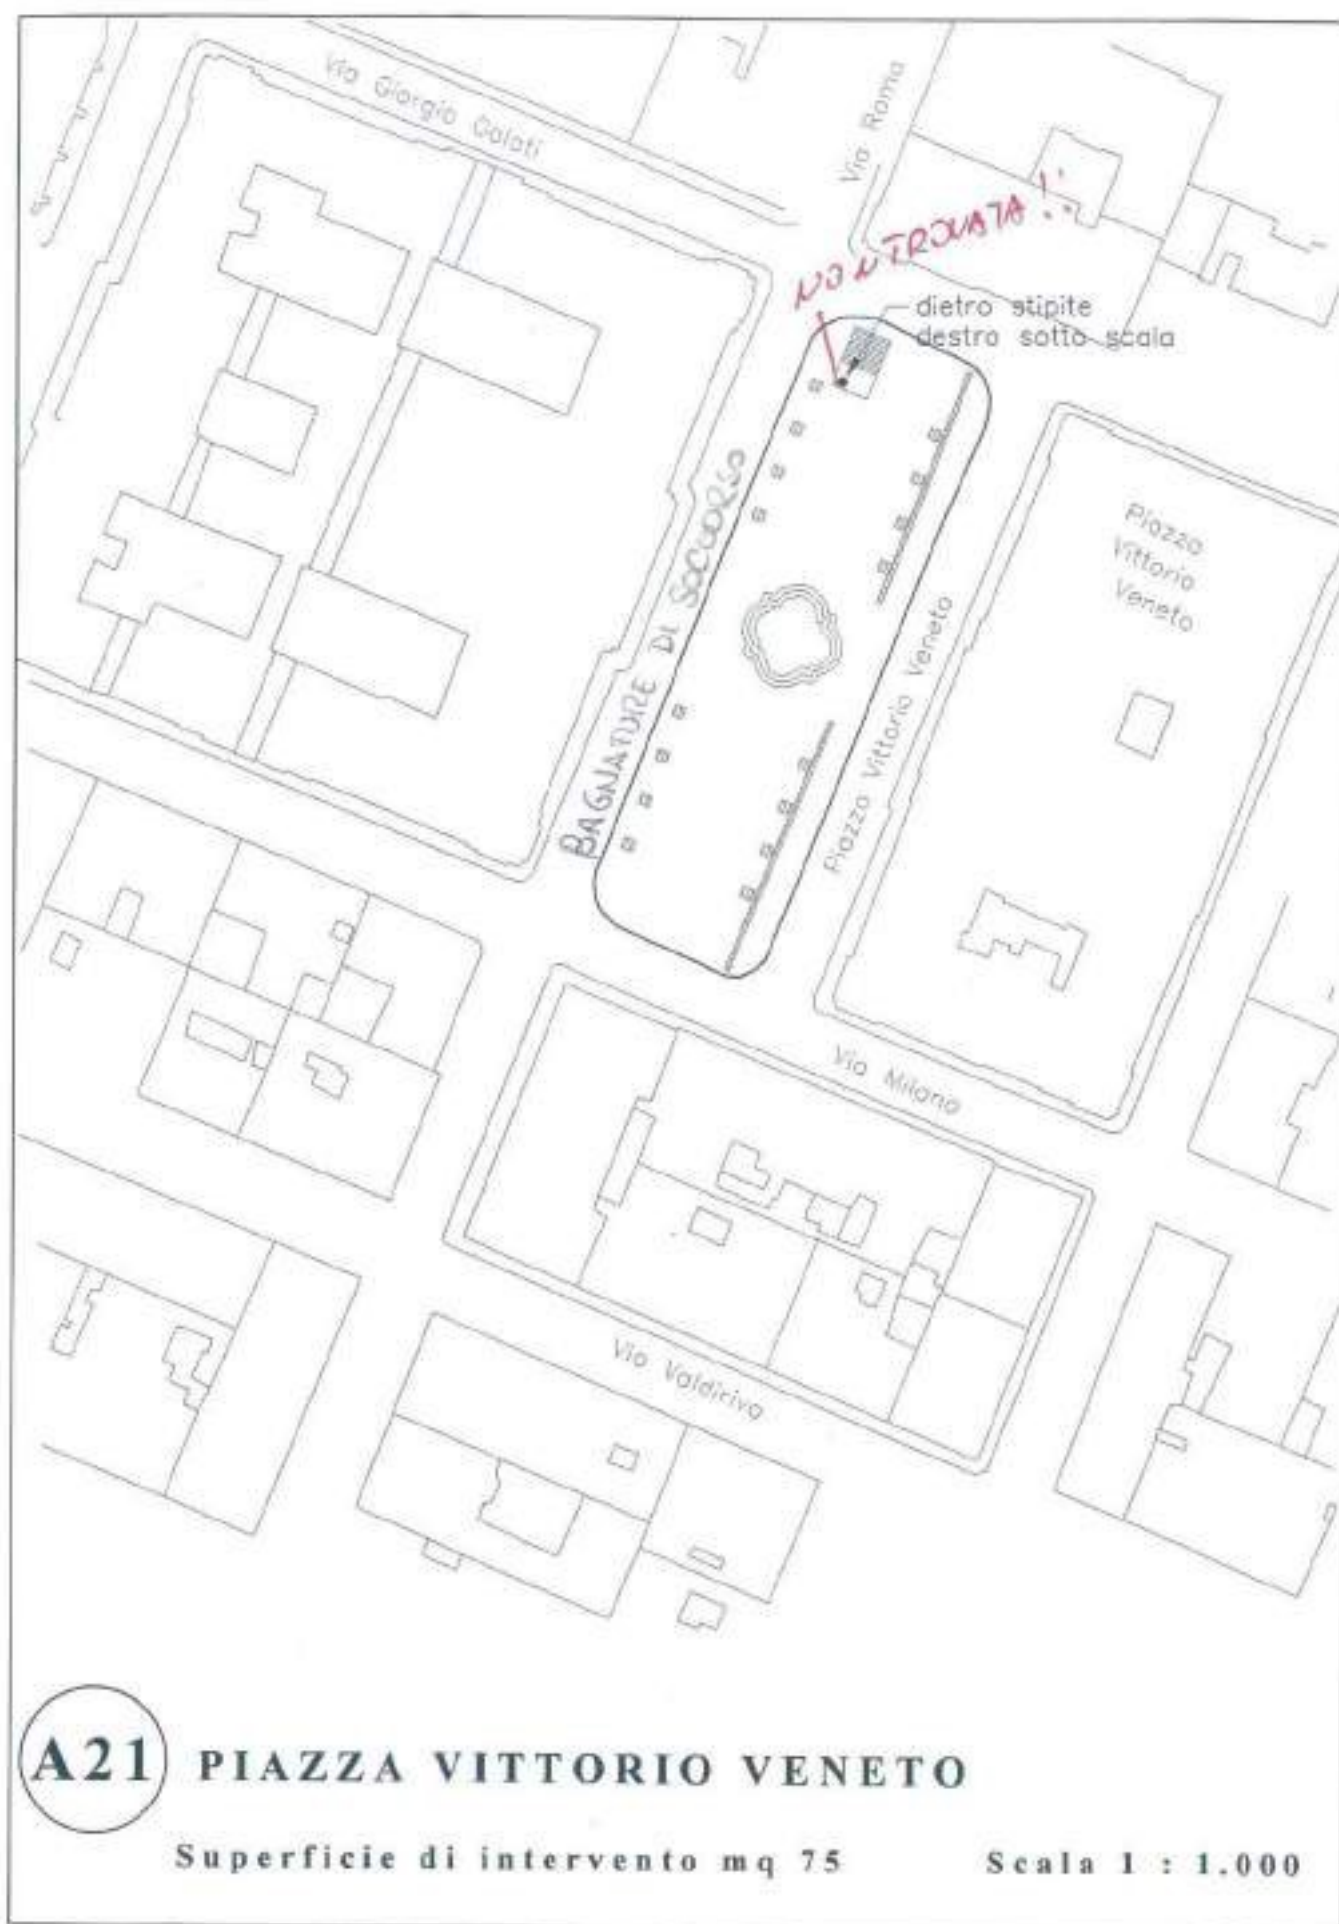 Via Giorgio Galati
Via Roma
NON TROVATA!!
dietro stipite
destro sotto scala
BAGNATURE DI SOCCORSO
Piazza
Vittorio
Veneto
Piazza Vittorio Veneto
Via Milano
Via Valdirivo
A21 PIAZZA VITTORIO VENETO
Superficie di intervento mq 75 Scala 1 : 1.000